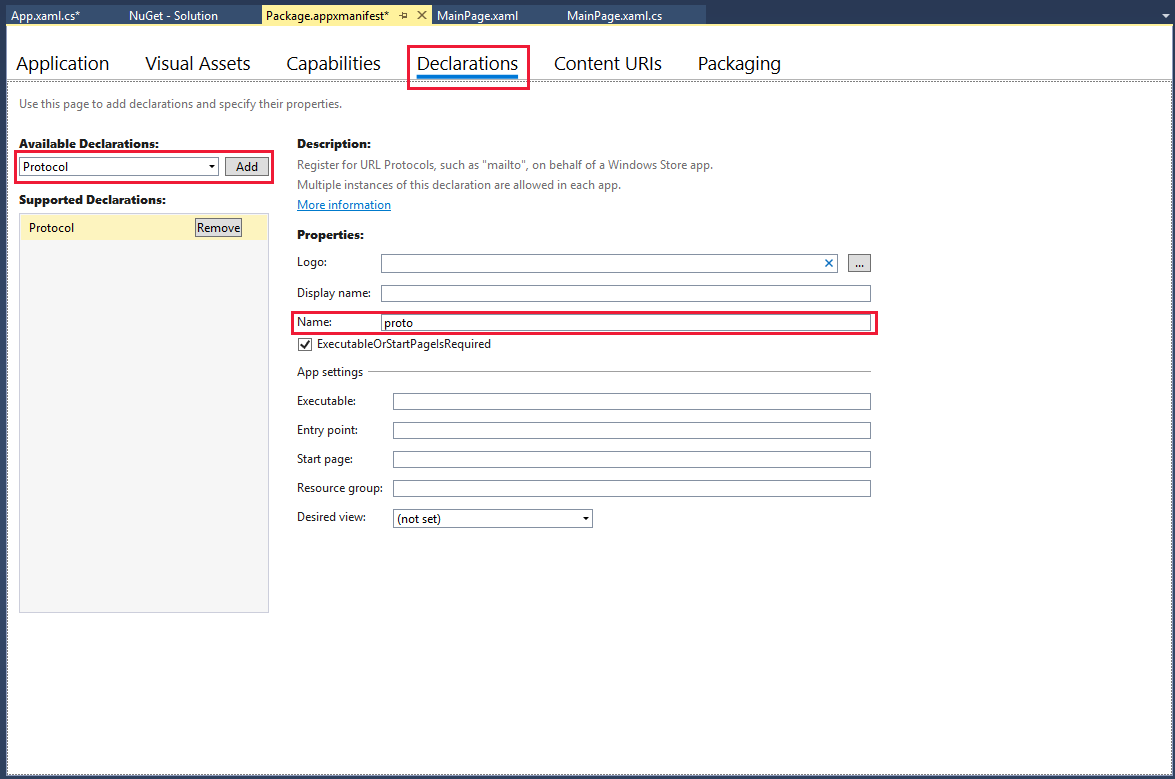 App.xaml.cs* NuGet - Solution Package.appxmanifest* MainPage.xaml MainPage.xaml.cs
Application Visual Assets Capabilities Declarations Content URIs Packaging
Use this page to add declarations and specify their properties.
Available Declarations:
Protocol Add
Supported Declarations:
Protocol Remove
Description:
Register for URL Protocols, such as "mailto", on behalf of a Windows Store app.
Multiple instances of this declaration are allowed in each app.
More information
Properties:
Logo: ...
Display name:
Name: proto
ExecutableOrStartPageIsRequired
App settings
Executable:
Entry point:
Start page:
Resource group:
Desired view: (not set)